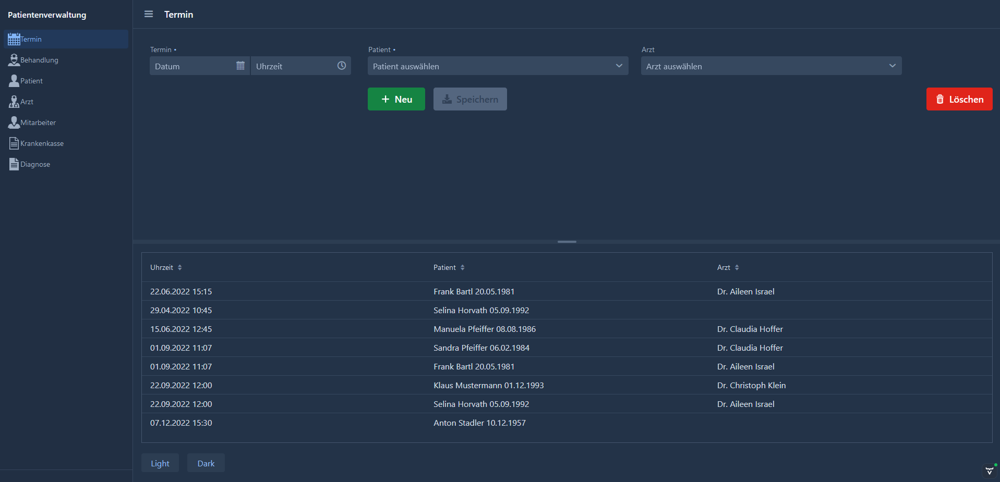 Patientenverwaltung
Termin
Behandlung
Patient
Arzt
Mitarbeiter
Krankenkasse
Diagnose
Termin
Termin • Patient • Arzt
Datum Uhrzeit Patient auswählen Arzt auswählen
Neu Speichern Löschen
Uhrzeit Patient Arzt
22.06.2022 15:15 Frank Bartl 20.05.1981 Dr. Aileen Israel
29.04.2022 10:45 Selina Horvath 05.09.1992
15.06.2022 12:45 Manuela Pfeiffer 08.08.1986 Dr. Claudia Hoffer
01.09.2022 11:07 Sandra Pfeiffer 06.02.1984 Dr. Claudia Hoffer
01.09.2022 11:07 Frank Bartl 20.05.1981 Dr. Aileen Israel
22.09.2022 12:00 Klaus Mustermann 01.12.1993 Dr. Christoph Klein
22.09.2022 12:00 Selina Horvath 05.09.1992 Dr. Aileen Israel
07.12.2022 15:30 Anton Stadler 10.12.1957
Light Dark